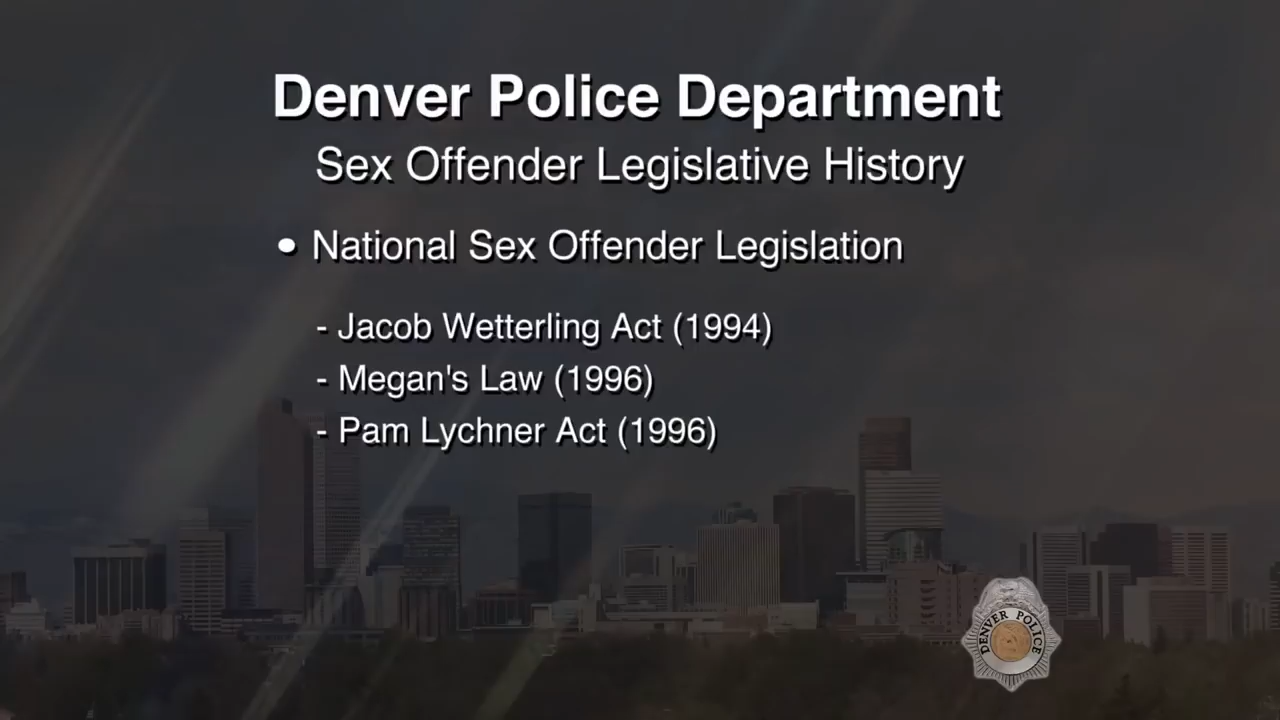 Denver Police Department
Sex Offender Legislative History
• National Sex Offender Legislation
- Jacob Wetterling Act (1994)
- Megan's Law (1996)
- Pam Lychner Act (1996)
DENVER POLICE